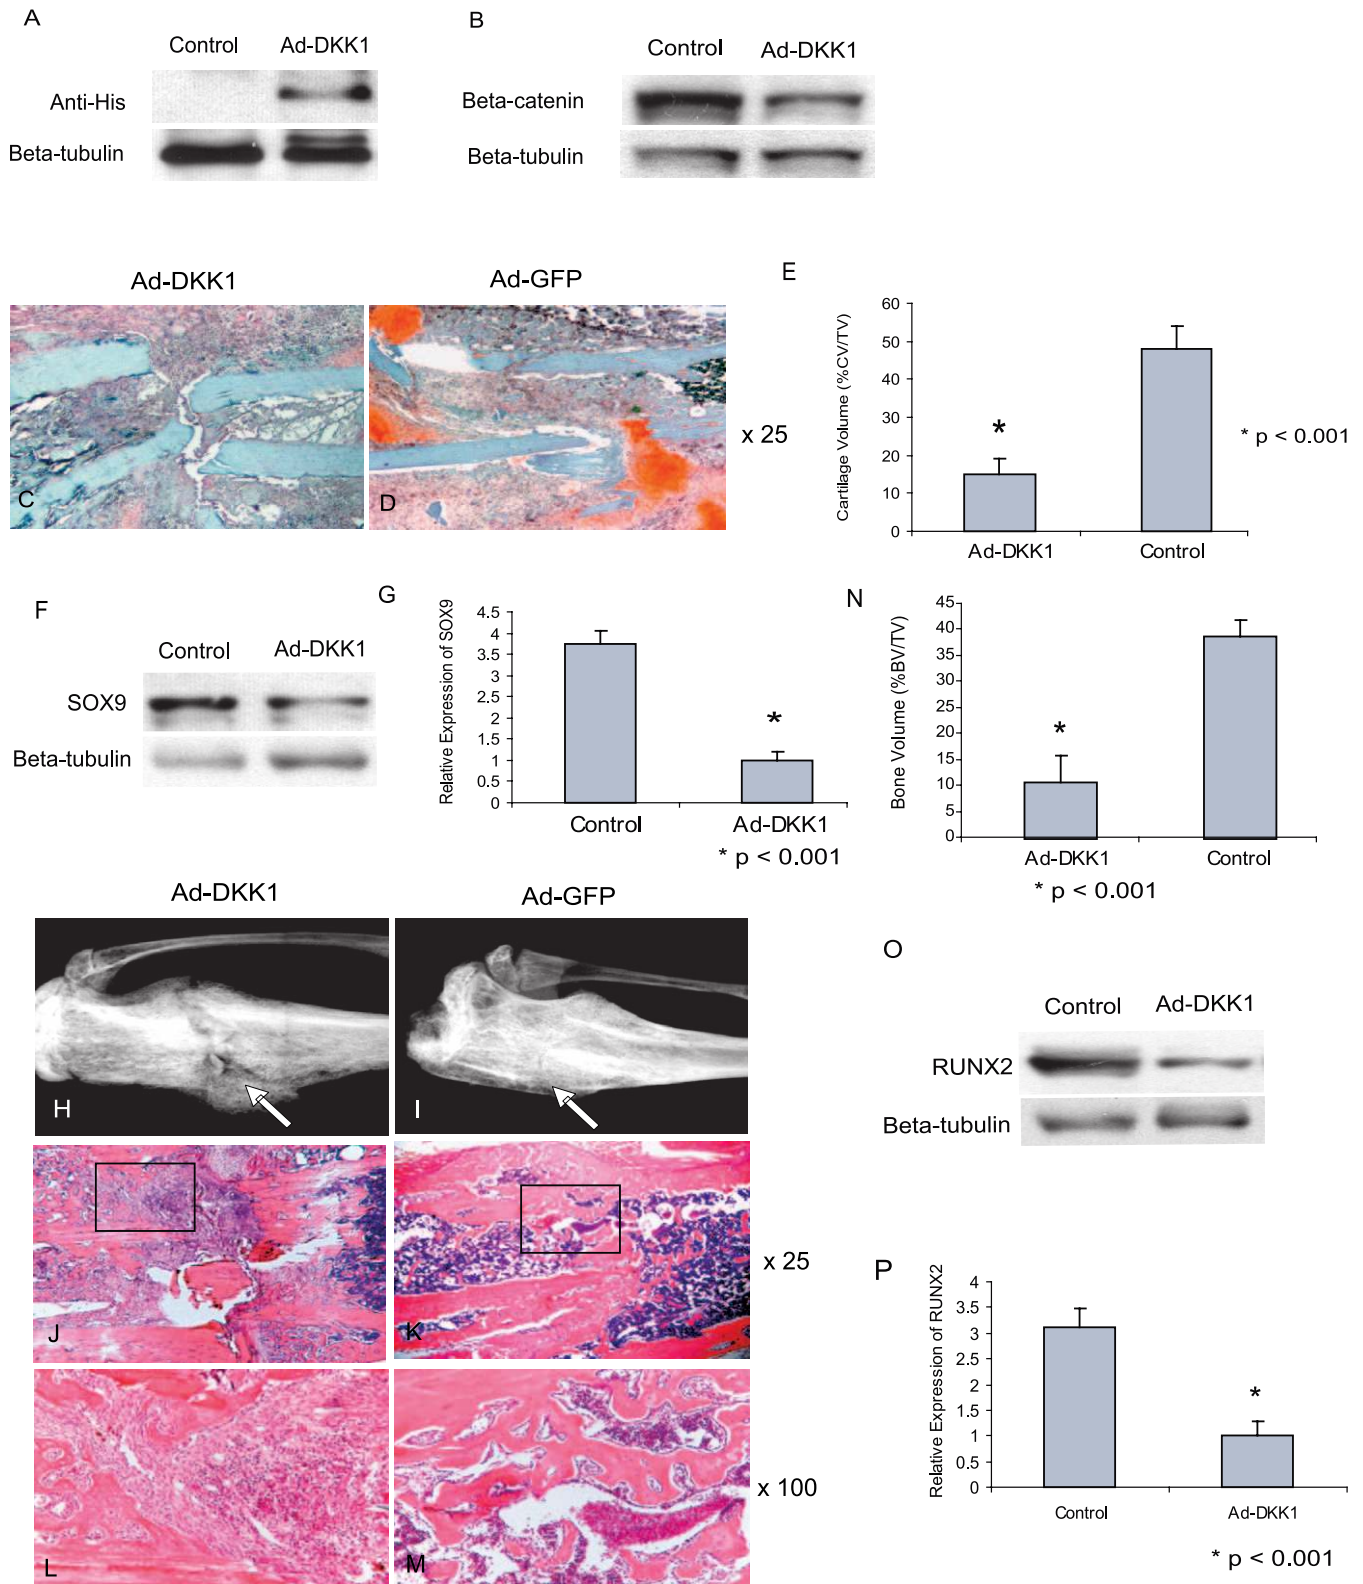 A
Control Ad-DKK1
Anti-His
Beta-tubulin
B
Control Ad-DKK1
Beta-catenin
Beta-tubulin
Ad-DKK1 Ad-GFP
C D
x 25
E
Cartilage Volume (%CV/TV)
60
50
40
30
20
10
0
*
Ad-DKK1 Control
* p < 0.001
F
Control Ad-DKK1
SOX9
Beta-tubulin
G
Relative Expression of SOX9
4.5
4
3.5
3
2.5
2
1.5
1
0.5
0
*
Control Ad-DKK1
* p < 0.001
N
Bone Volume (%BV/TV)
45
40
35
30
25
20
15
10
5
0
*
Ad-DKK1 Control
* p < 0.001
Ad-DKK1 Ad-GFP
H I
J K
x 25
L M
x 100
O
Control Ad-DKK1
RUNX2
Beta-tubulin
P
Relative Expression of RUNX2
4
3.5
3
2.5
2
1.5
1
0.5
0
*
Control Ad-DKK1
* p < 0.001